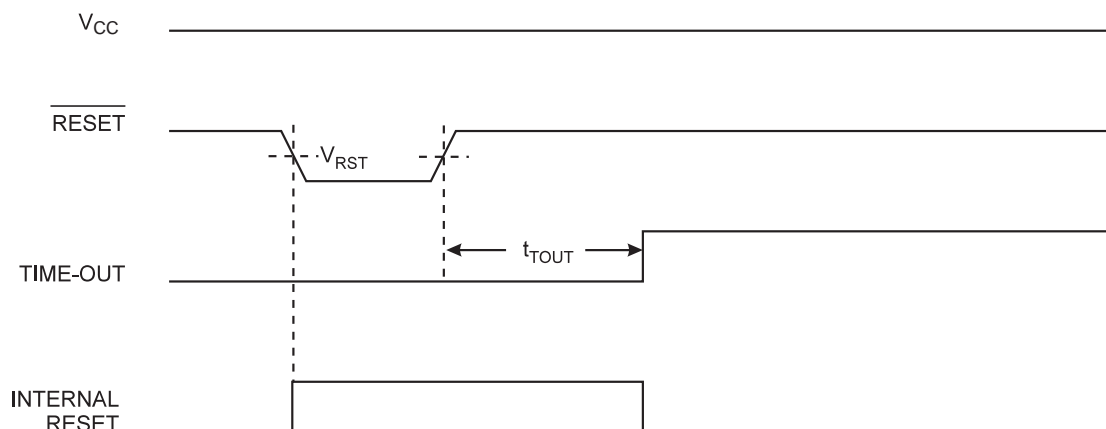 VCC
RESET
VRST
tTOUT
TIME-OUT
INTERNAL
RESET